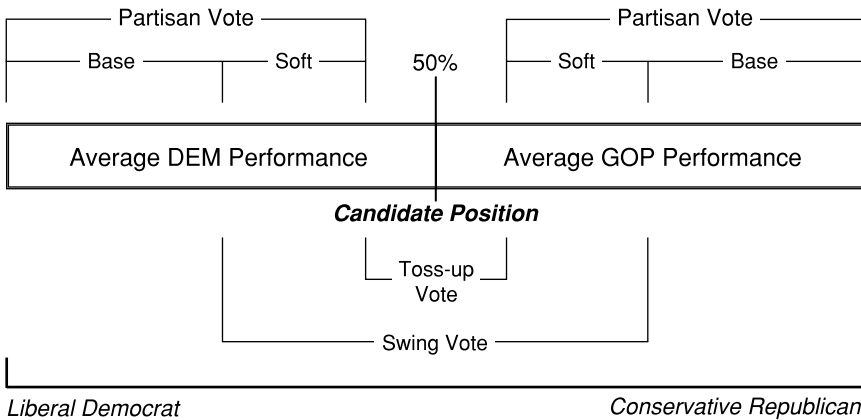 Partisan Vote
Partisan Vote
Base
Soft
50%
Soft
Base
Average DEM Performance
Average GOP Performance
Candidate Position
Toss-up
Vote
Swing Vote
Liberal Democrat
Conservative Republican